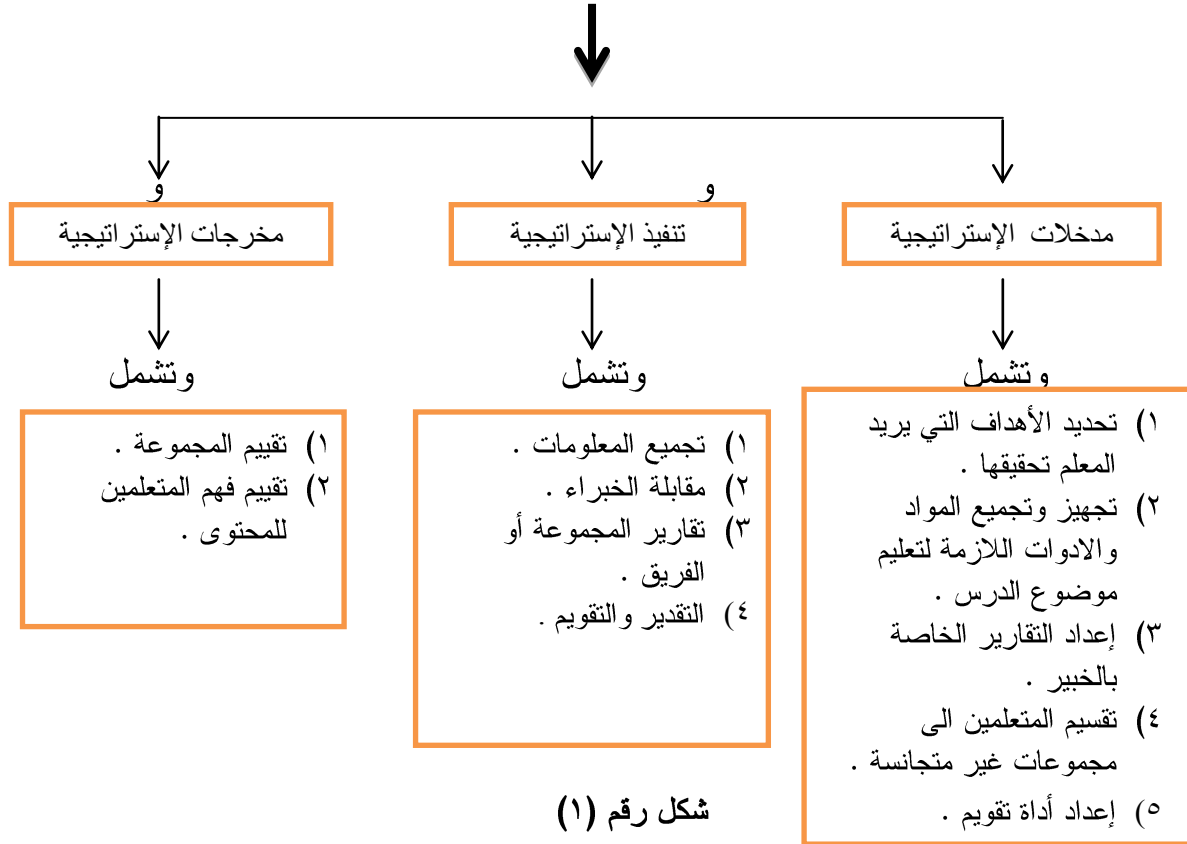 و
و
مدخلات الإستراتيجية
تنفيذ الإستراتيجية
مخرجات الإستراتيجية
وتشمل
وتشمل
وتشمل
١) تحديد الأهداف التي يريد
المعلم تحقيقها .
٢) تجهيز وتجميع المواد
والادوات اللازمة لتعليم
موضوع الدرس .
٣) إعداد التقارير الخاصة
بالخبير .
٤) تقسيم المتعلمين الى
مجموعات غير متجانسة .
٥) إعداد أداة تقويم .
١) تجميع المعلومات .
٢) مقابلة الخبراء .
٣) تقارير المجموعة أو
الفريق .
٤) التقدير والتقويم .
١) تقييم المجموعة .
٢) تقييم فهم المتعلمين
للمحتوى .
شكل رقم (١)